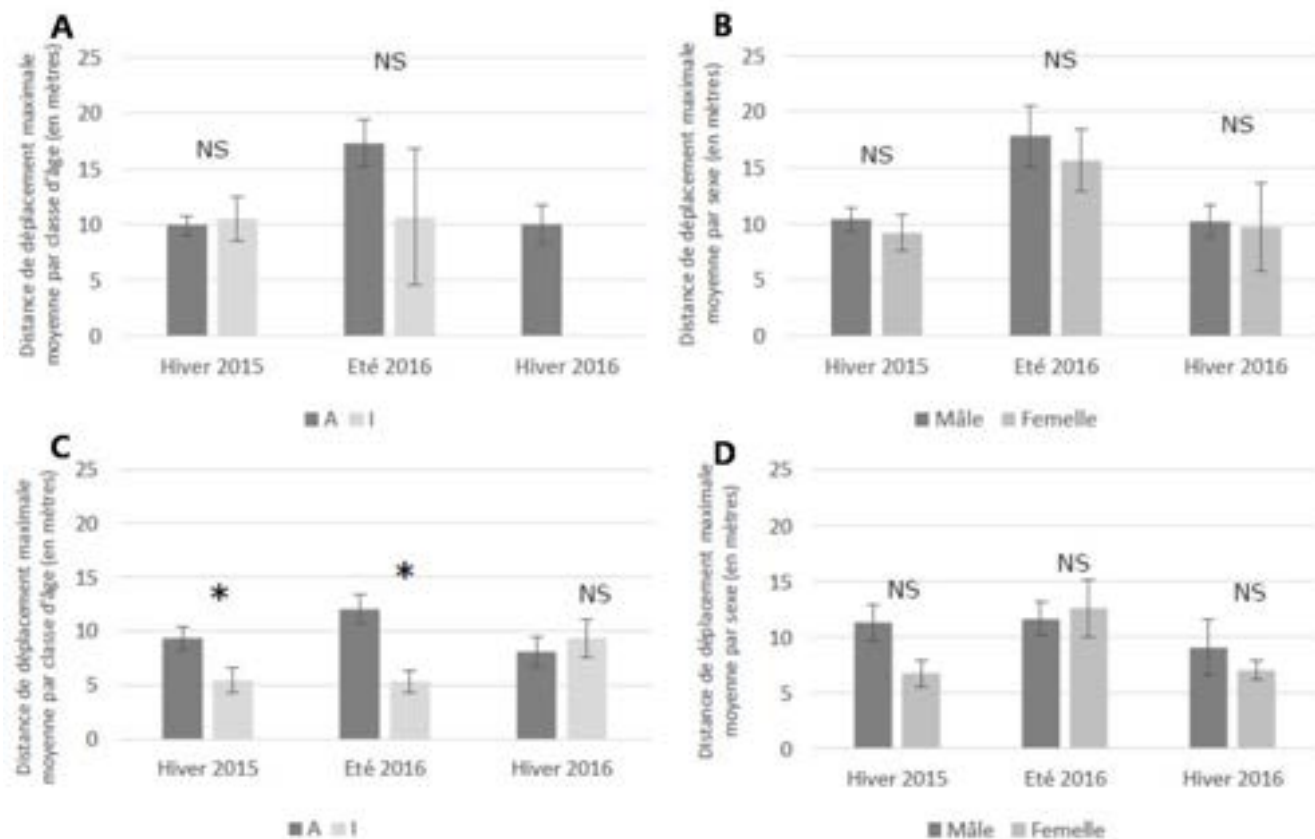 A
Distance de déplacement maximale
moyenne par classe d'âge (en mètres)
25
20
15
10
5
0
NS
NS
Hiver 2015
Eté 2016
Hiver 2016
A I
B
Distance de déplacement maximale
moyenne par sexe (en mètres)
25
20
15
10
5
0
NS
NS
NS
Hiver 2015
Eté 2016
Hiver 2016
Mâle Femelle
C
Distance de déplacement maximale
moyenne par classe d'âge (en mètres)
25
20
15
10
5
0
*
*
NS
Hiver 2015
Eté 2016
Hiver 2016
A I
D
Distance de déplacement maximale
moyenne par sexe (en mètres)
25
20
15
10
5
0
NS
NS
NS
Hiver 2015
Eté 2016
Hiver 2016
Mâle Femelle